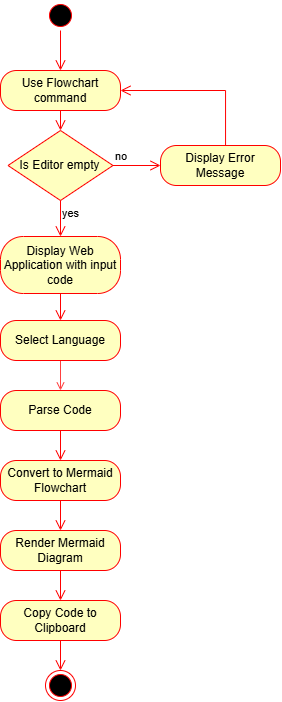 Use Flowchart
command
Is Editor empty
no
Display Error
Message
yes
Display Web
Application with input
code
Select Language
Parse Code
Convert to Mermaid
Flowchart
Render Mermaid
Diagram
Copy Code to
Clipboard